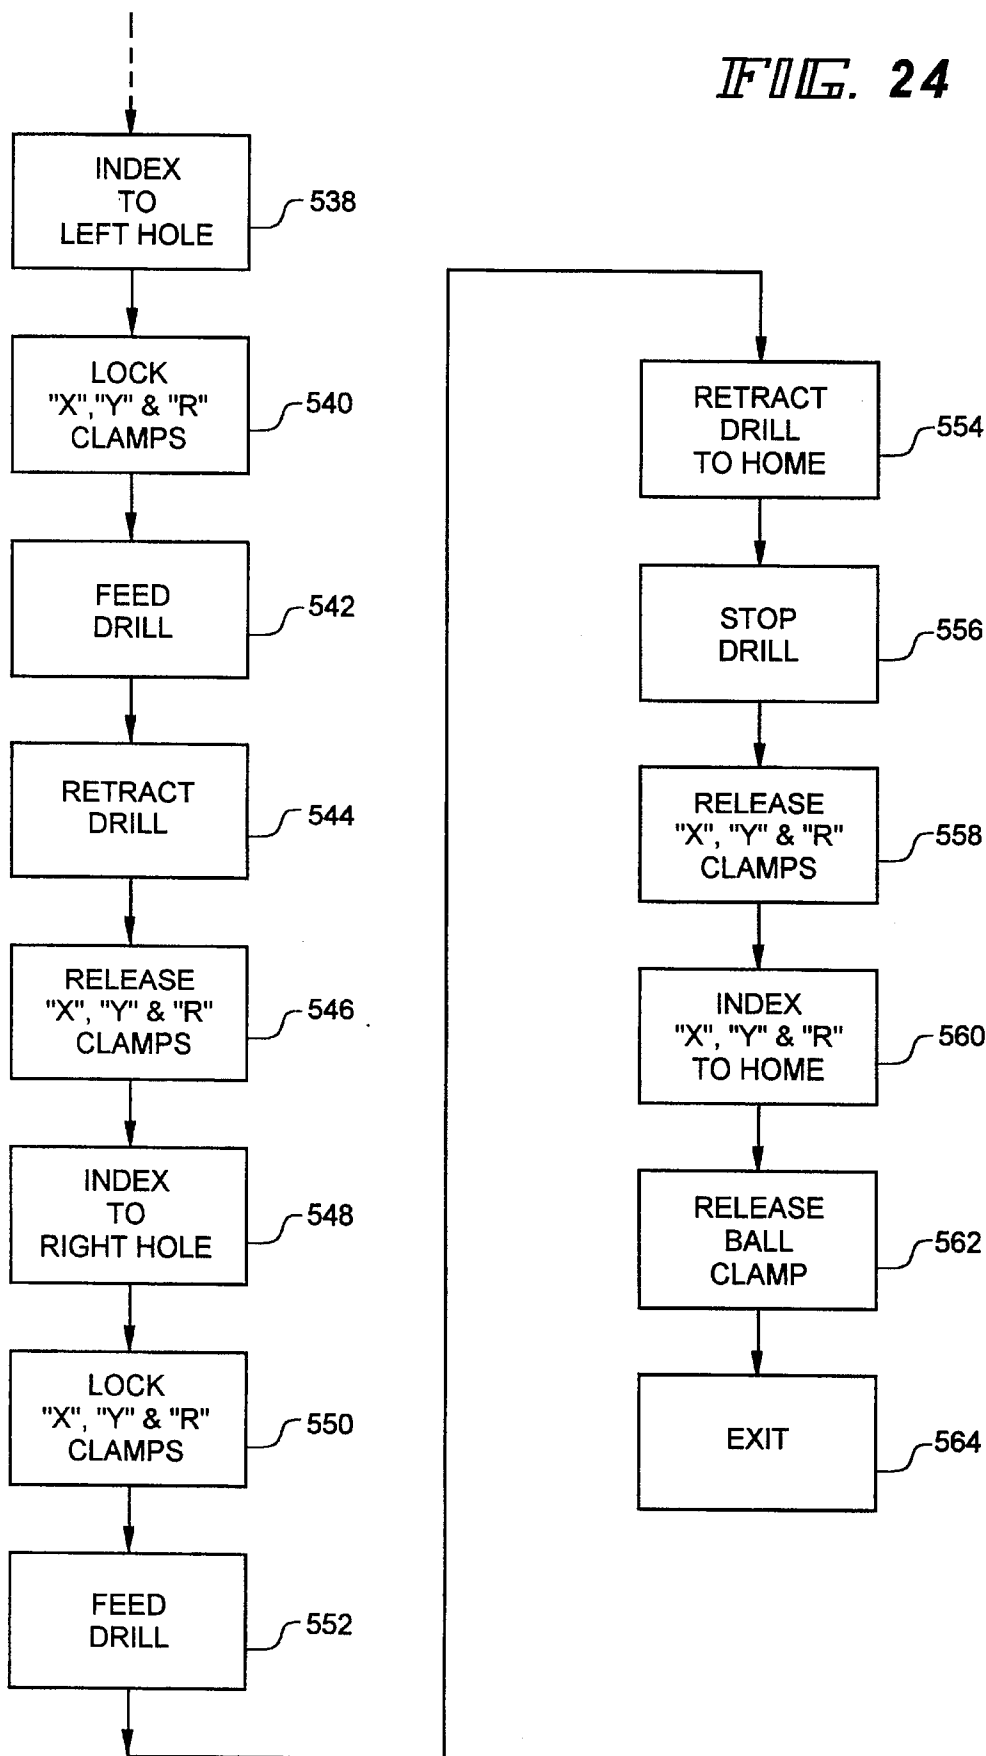 FIG. 24
INDEX
TO
LEFT HOLE
538
LOCK
"X","Y" & "R"
CLAMPS
540
FEED
DRILL
542
RETRACT
DRILL
544
RELEASE
"X", "Y" & "R"
CLAMPS
546
INDEX
TO
RIGHT HOLE
548
LOCK
"X", "Y" & "R"
CLAMPS
550
FEED
DRILL
552
RETRACT
DRILL
TO HOME
554
STOP
DRILL
556
RELEASE
"X", "Y" & "R"
CLAMPS
558
INDEX
"X", "Y" & "R"
TO HOME
560
RELEASE
BALL
CLAMP
562
EXIT
564